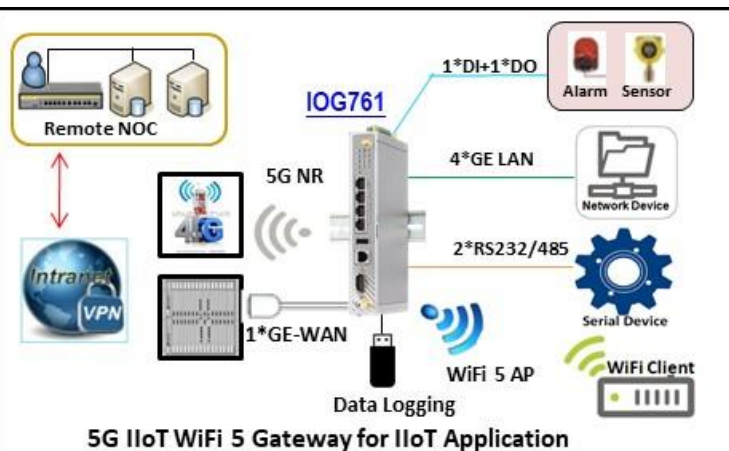 1*DI+1*DO
Alarm Sensor
Remote NOC
IOG761
4*GE LAN
5G NR
Network Device
4G
2*RS232/485
Intranet
VPN
Serial Device
1*GE-WAN
WiFi 5 AP
WiFi Client
Data Logging
5G IIoT WiFi 5 Gateway for IIoT Application